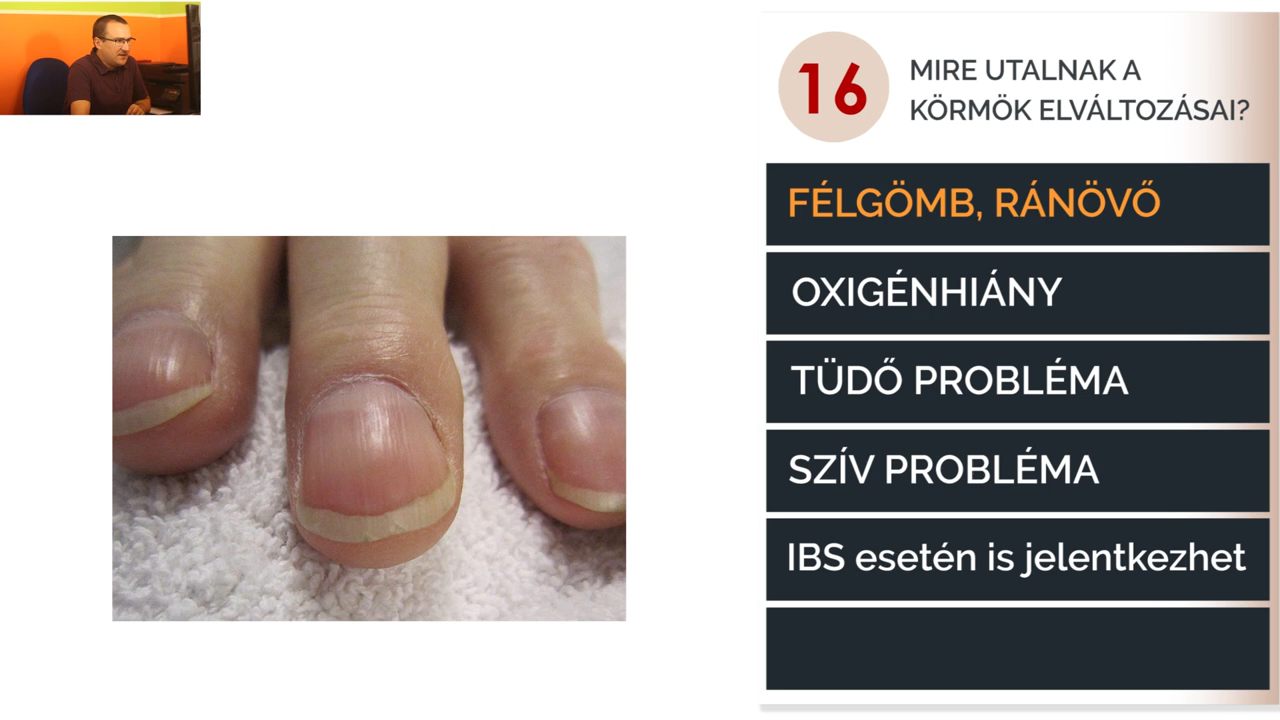 16
MIRE UTALNAK A
KÖRMÖK ELVÁLTOZÁSAI?
FÉLGÖMB, RÁNÖVŐ
OXIGÉNHIÁNY
TÜDŐ PROBLÉMA
SZÍV PROBLÉMA
IBS esetén is jelentkezhet